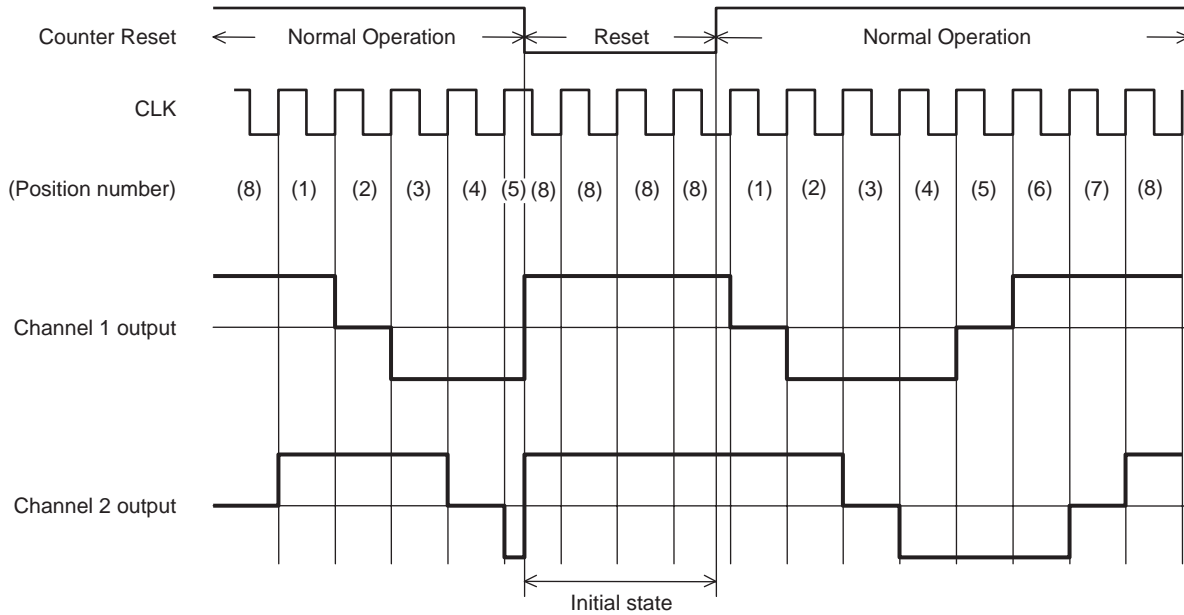 Counter Reset Normal Operation Reset Normal Operation
CLK
(Position number) (8) (1) (2) (3) (4) (5) (8) (8) (8) (8) (1) (2) (3) (4) (5) (6) (7) (8)
Channel 1 output
Channel 2 output
Initial state